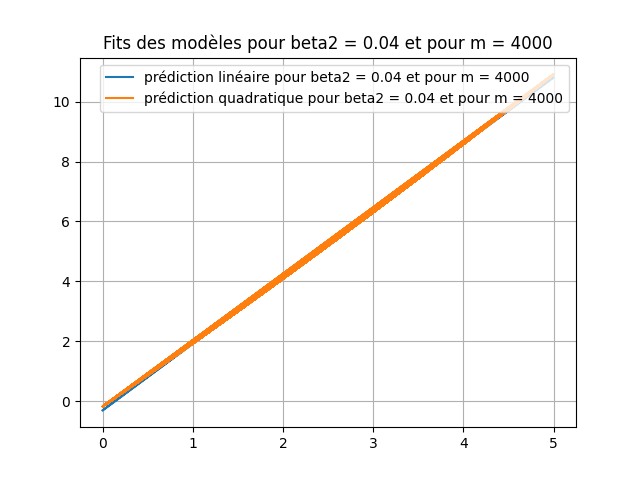 Fits des modèles pour beta2 = 0.04 et pour m = 4000
prédiction linéaire pour beta2 = 0.04 et pour m = 4000
prédiction quadratique pour beta2 = 0.04 et pour m = 4000
10
8
6
4
2
0
0 1 2 3 4 5